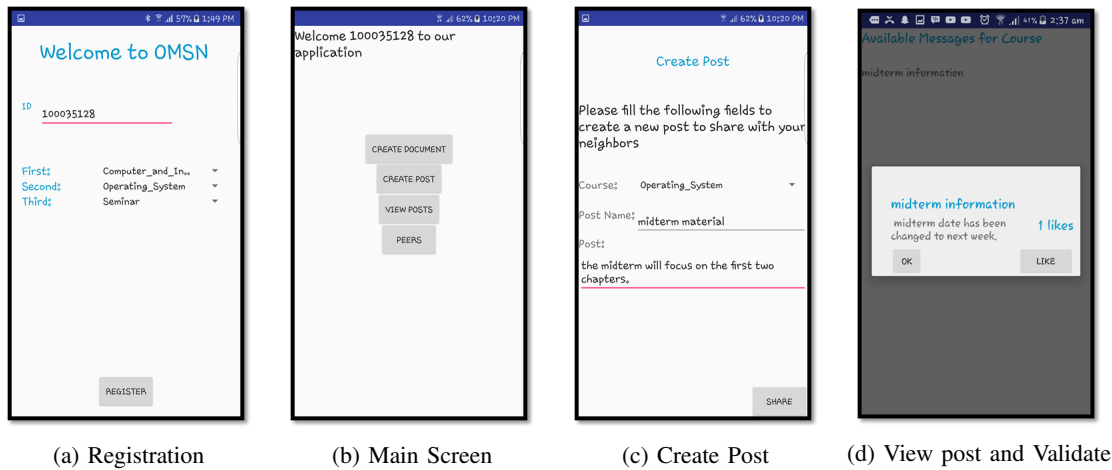 57% 1:49 PM
Welcome to OMSN
ID
100035128
First: Computer_and_In..
Second: Operating_System
Third: Seminar
REGISTER
(a) Registration
62% 10:20 PM
Welcome 100035128 to our
application
CREATE DOCUMENT
CREATE POST
VIEW POSTS
PEERS
(b) Main Screen
62% 10:20 PM
Create Post
Please fill the following fields to
create a new post to share with your
neighbors
Course: Operating_System
Post Name: midterm material
Post:
the midterm will focus on the first two
chapters.
SHARE
(c) Create Post
41% 2:37 am
Available Messages for Course
midterm information
midterm information
midterm date has been
changed to next week.
1 likes
OK LIKE
(d) View post and Validate